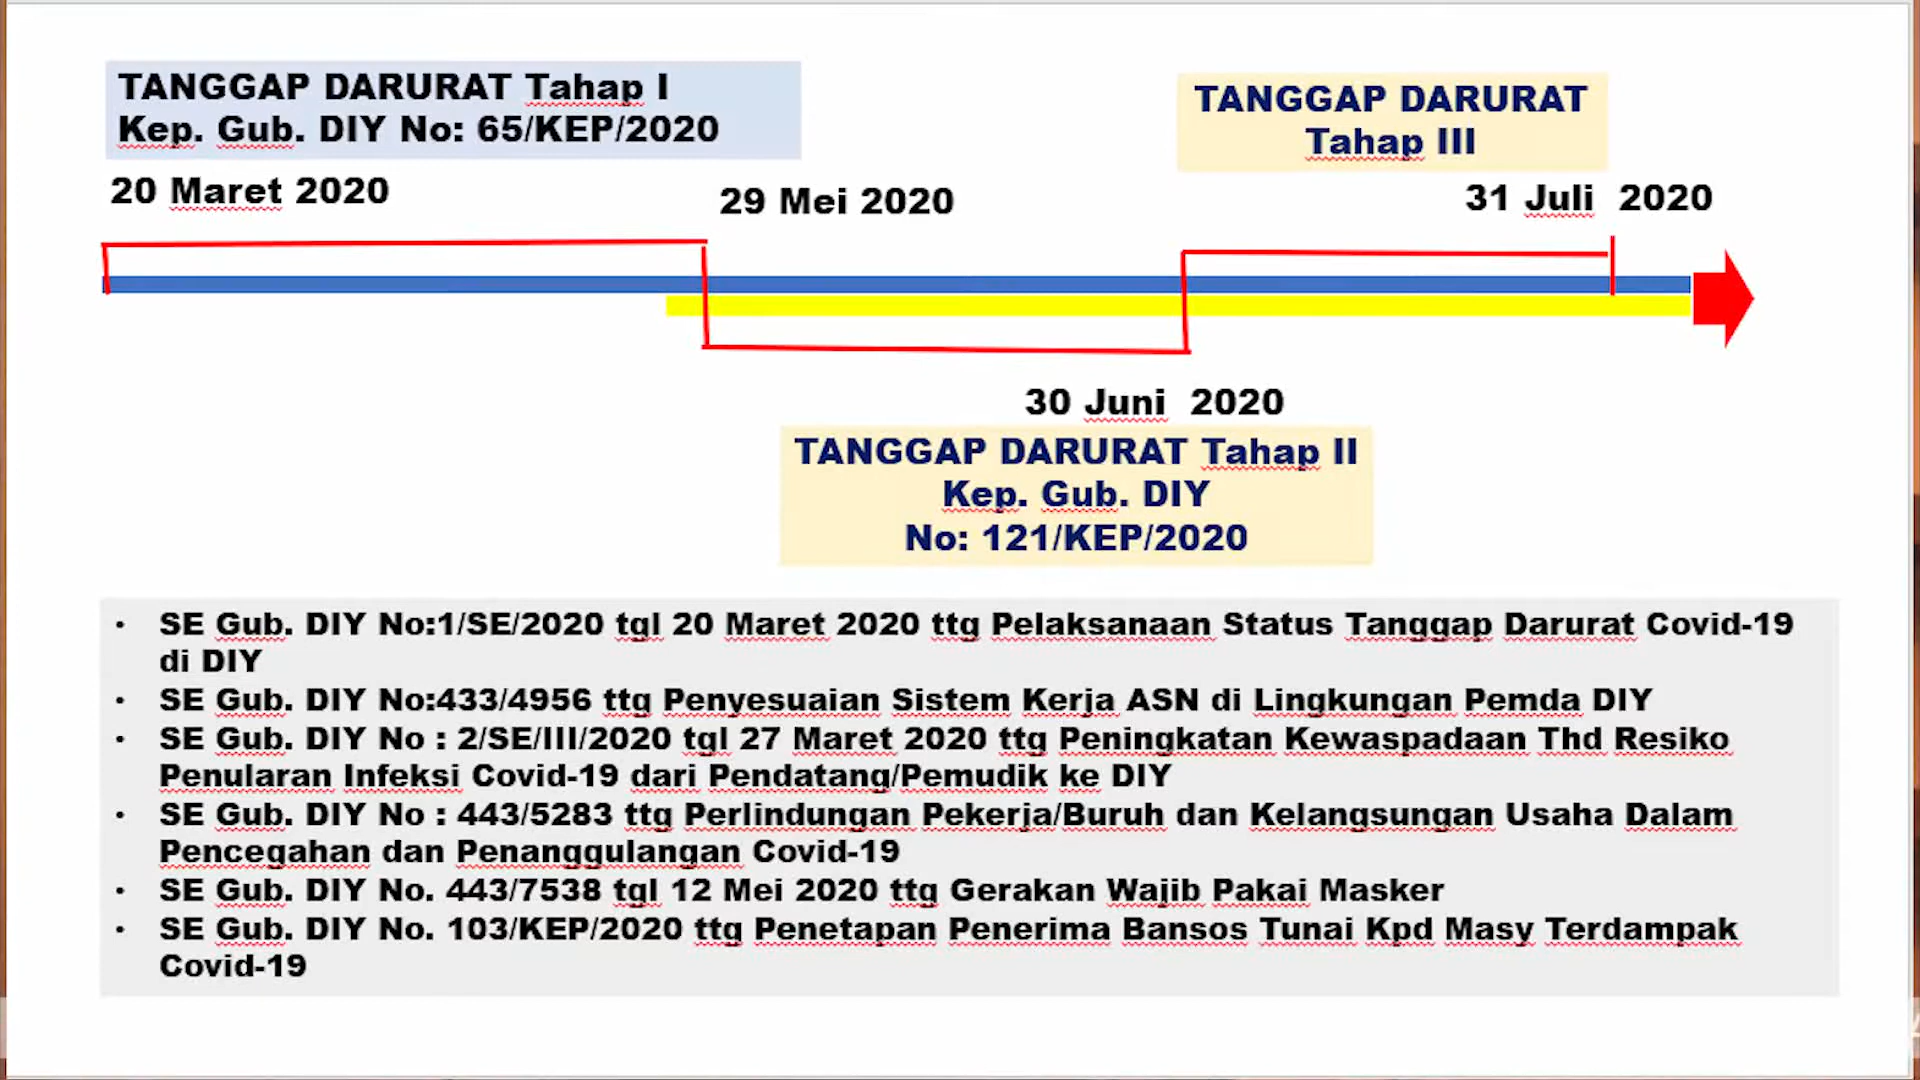 TANGGAP DARURAT Tahap I
Kep. Gub. DIY No: 65/KEP/2020
TANGGAP DARURAT
Tahap III
20 Maret 2020
29 Mei 2020
31 Juli 2020
30 Juni 2020
TANGGAP DARURAT Tahap II
Kep. Gub. DIY
No: 121/KEP/2020
• SE Gub. DIY No:1/SE/2020 tgl 20 Maret 2020 ttg Pelaksanaan Status Tanggap Darurat Covid-19
di DIY
• SE Gub. DIY No:433/4956 ttg Penyesuaian Sistem Kerja ASN di Lingkungan Pemda DIY
• SE Gub. DIY No : 2/SE/III/2020 tgl 27 Maret 2020 ttg Peningkatan Kewaspadaan Thd Resiko
Penularan Infeksi Covid-19 dari Pendatang/Pemudik ke DIY
• SE Gub. DIY No : 443/5283 ttg Perlindungan Pekerja/Buruh dan Kelangsungan Usaha Dalam
Pencegahan dan Penanggulangan Covid-19
• SE Gub. DIY No. 443/7538 tgl 12 Mei 2020 ttg Gerakan Wajib Pakai Masker
• SE Gub. DIY No. 103/KEP/2020 ttg Penetapan Penerima Bansos Tunai Kpd Masy Terdampak
Covid-19